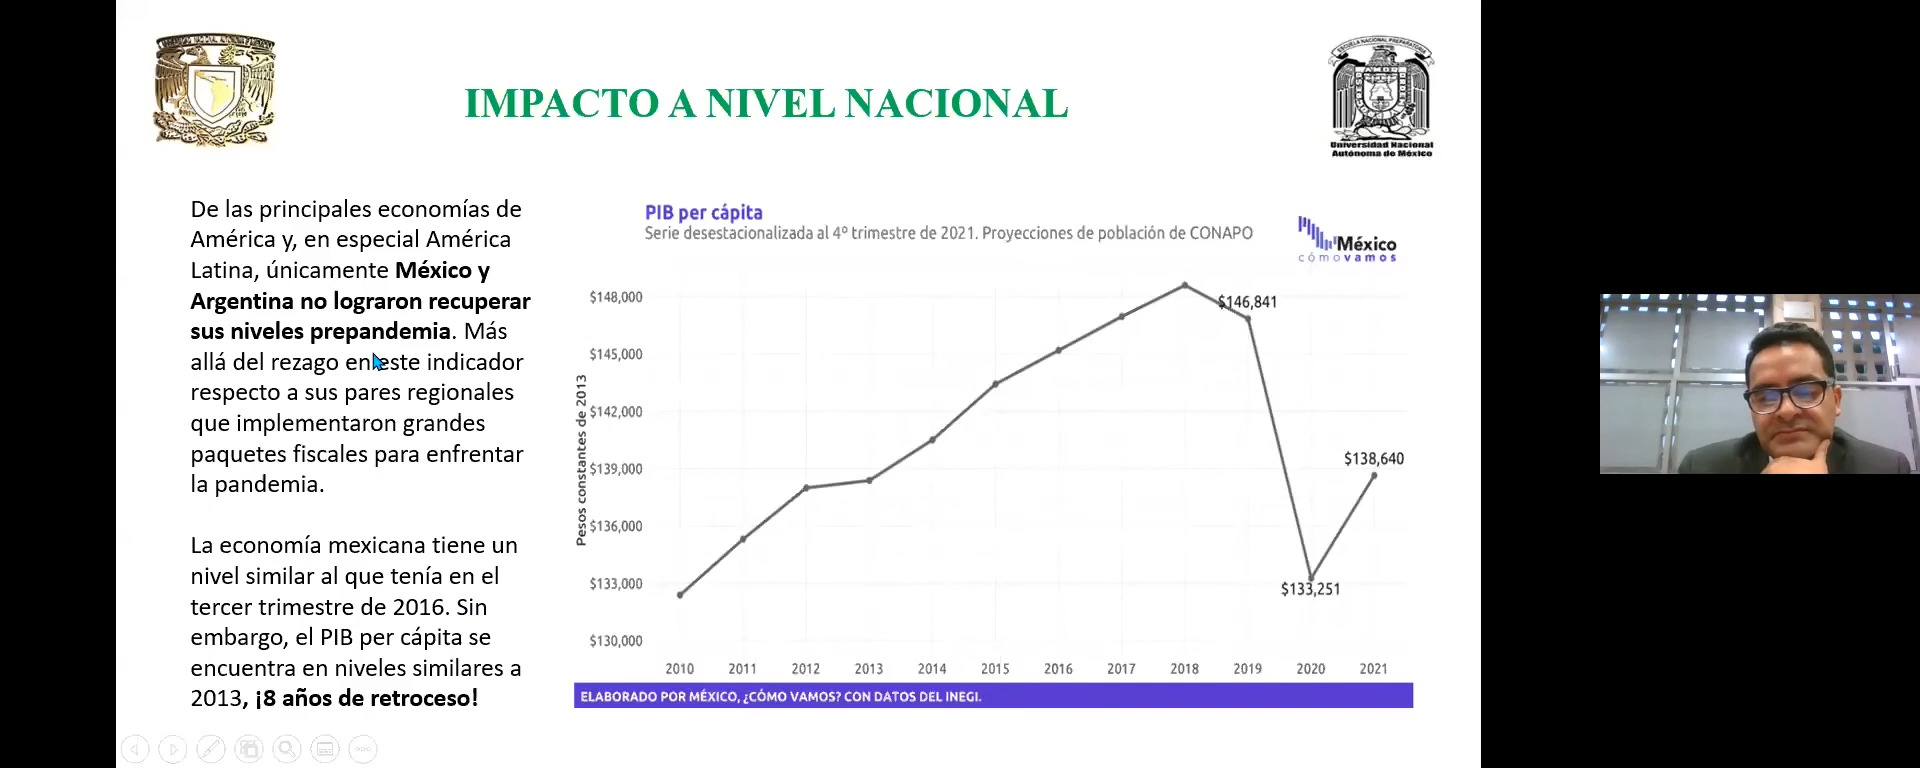 IMPACTO A NIVEL NACIONAL
Universidad Nacional
Autónoma de México
De las principales economías de
América y, en especial América
Latina, únicamente México y
Argentina no lograron recuperar
sus niveles prepandemia. Más
allá del rezago en este indicador
respecto a sus pares regionales
que implementaron grandes
paquetes fiscales para enfrentar
la pandemia.
La economía mexicana tiene un
nivel similar al que tenía en el
tercer trimestre de 2016. Sin
embargo, el PIB per cápita se
encuentra en niveles similares a
2013, ¡8 años de retroceso!
PIB per cápita
Serie desestacionalizada al 4º trimestre de 2021. Proyecciones de población de CONAPO
México
cómovamos
Pesos constantes de 2013
$148,000
$145,000
$142,000
$139,000
$136,000
$133,000
$130,000
$146,841
$138,640
$133,251
2010 2011 2012 2013 2014 2015 2016 2017 2018 2019 2020 2021
ELABORADO POR MÉXICO, ¿CÓMO VAMOS? CON DATOS DEL INEGI.